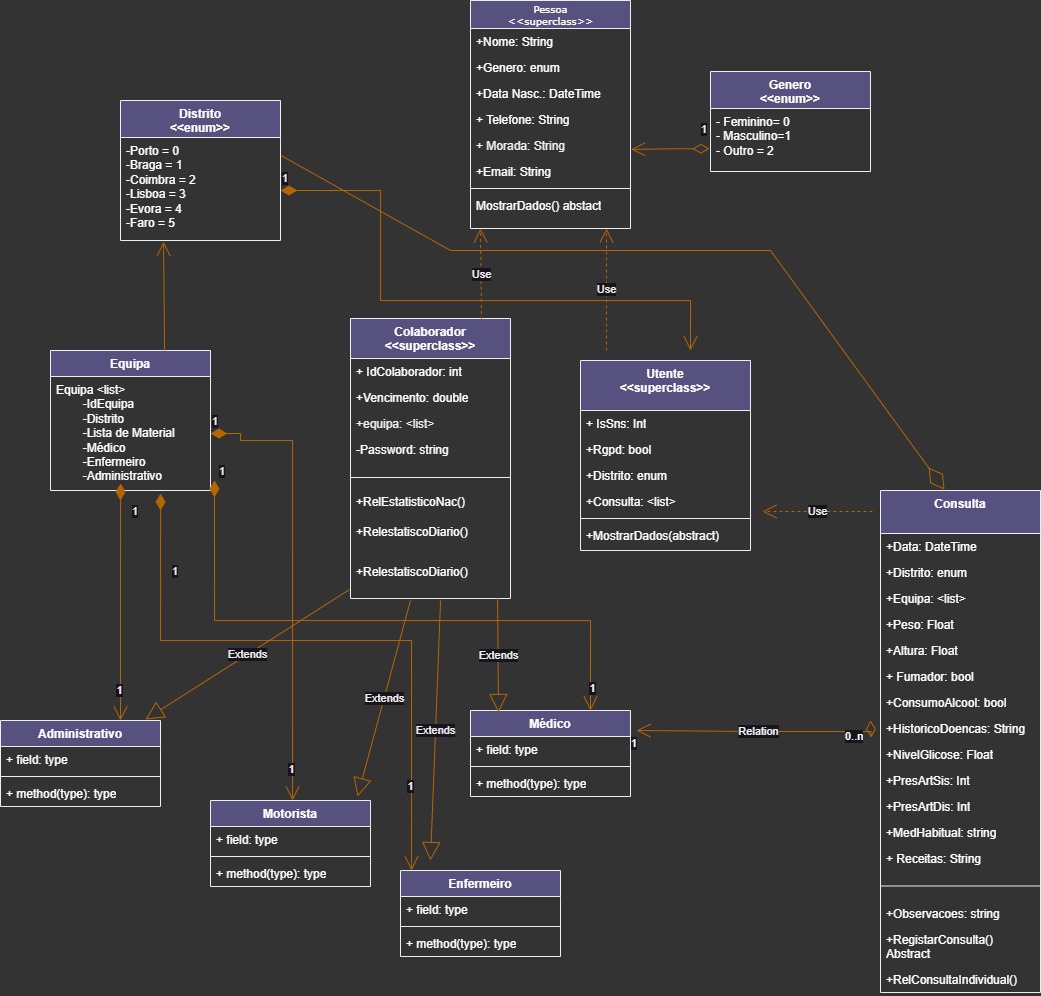 Pessoa
<<superclass>>
+Nome: String
+Genero: enum
+Data Nasc.: DateTime
+ Telefone: String
+ Morada: String
+Email: String
MostrarDados() abstact
Genero
<<enum>>
- Feminino= 0
- Masculino=1
- Outro = 2
1
Distrito
<<enum>>
-Porto = 0
-Braga = 1
-Coimbra = 2
-Lisboa = 3
-Evora = 4
-Faro = 5
1
Use
Use
Colaborador
<<superclass>>
+ IdColaborador: int
+Vencimento: double
+equipa: <list>
-Password: string
+RelEstatisticoNac()
+RelestatiscoDiario()
+RelestatiscoDiario()
Equipa
Equipa <list>
-IdEquipa
-Distrito
-Lista de Material
-Médico
-Enfermeiro
-Administrativo
1
1
1
1
Utente
<<superclass>>
+ IsSns: Int
+Rgpd: bool
+Distrito: enum
+Consulta: <list>
+MostrarDados(abstract)
Use
Consulta
+Data: DateTime
+Distrito: enum
+Equipa: <list>
+Peso: Float
+Altura: Float
+ Fumador: bool
+ConsumoAlcool: bool
+HistoricoDoencas: String
+NivelGlicose: Float
+PresArtSis: Int
+PresArtDis: Int
+MedHabitual: string
+ Receitas: String
+Observacoes: string
+RegistarConsulta()
Abstract
+RelConsultaIndividual()
Extends
Extends
Extends
Extends
1
1
1
1
Relation
0..n
1
Administrativo
+ field: type
+ method(type): type
Motorista
+ field: type
+ method(type): type
Enfermeiro
+ field: type
+ method(type): type
Médico
+ field: type
+ method(type): type